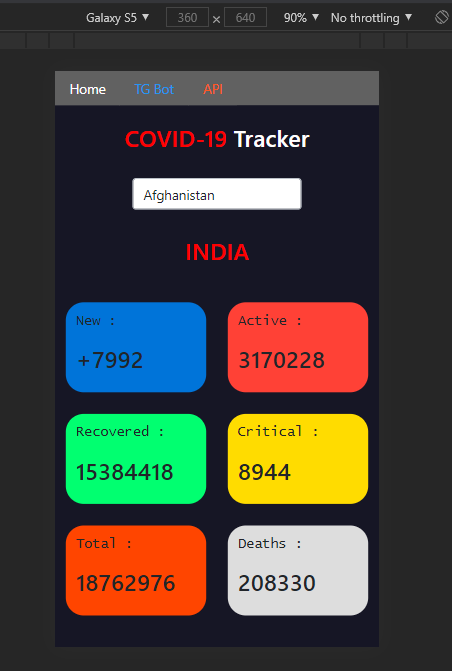 Galaxy S5 ▼ 360 × 640 90% ▼ No throttling ▼
Home TG Bot API
COVID-19 Tracker
Afghanistan
INDIA
New : Active :
+7992 3170228
Recovered : Critical :
15384418 8944
Total : Deaths :
18762976 208330